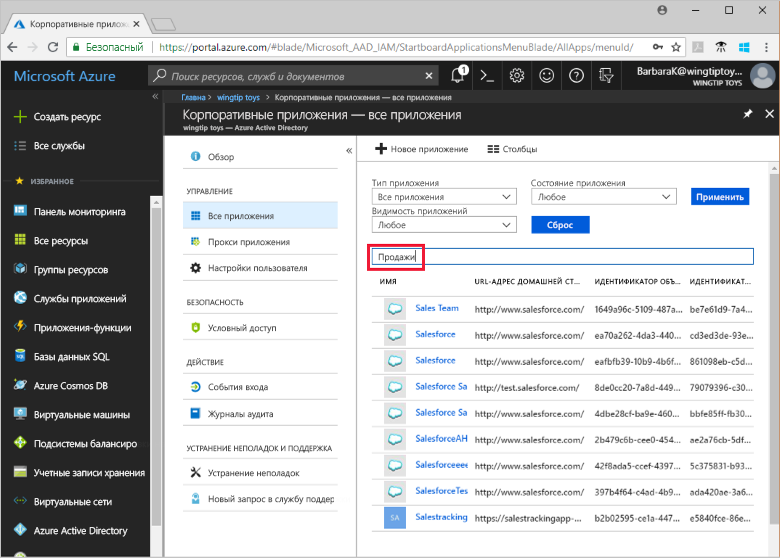 Корпоративные прилож
Безопасный
https://portal.azure.com/#blade/Microsoft_AAD_IAM/StartboardApplicationsMenuBlade/AllApps/menuId/
Microsoft Azure
Поиск ресурсов, служб и документов
1
BarbaraK@wingtiptoy...
WINGTIP TOYS
Создать ресурс
Все службы
ИЗБРАННОЕ
Панель мониторинга
Все ресурсы
Группы ресурсов
Службы приложений
Приложения-функции
Базы данных SQL
Azure Cosmos DB
Виртуальные машины
Подсистемы балансиро
Учетные записи хранения
Виртуальные сети
Azure Active Directory
Главна > wingtip toys > Корпоративные приложения — все приложения
Корпоративные приложения — все приложения
wingtip toys — Azure Active Directory
Обзор
УПРАВЛЕНИЕ
Все приложения
Прокси приложения
Настройки пользователя
БЕЗОПАСНОСТЬ
Условный доступ
ДЕЙСТВИЕ
События входа
Журналы аудита
УСТРАНЕНИЕ НЕПОЛАДОК И ПОДДЕРЖКА
Устранение неполадок
Новый запрос в службу поддер
Новое приложение Столбцы
Тип приложения Состояние приложения
Все приложения Любое Применить
Видимость приложений
Любое Сброс
Продажи
ИМЯ URL-АДРЕС ДОМАШНЕЙ СТ... ИДЕНТИФИКАТОР ОБЪ... ИДЕНТИФИКАТ...
Sales Team http://www.salesforce.com/ 1649a96c-5109-487a... be7e61d9-7a4...
Salesforce http://www.salesforce.com/ ea70a262-4da3-440... cd3ed3de-93e...
Salesforce http://www.salesforce.com/ eafbfb39-10b9-4b6f... 861098eb-c5d...
Salesforce Sa http://test.salesforce.com/ 8de0cc20-7a8d-449... 79079396-c30...
Salesforce Sa http://www.salesforce.com/ 4dbe28cf-ba9e-460... bbfe85ff-fb30...
SalesforceAH http://www.salesforce.com/ 2b479c6b-cee0-454... ae2a76cb-5df...
Salesforceeee http://www.salesforce.com/ 42f8ada5-ccef-4397... 5c375831-b93...
SalesforceTes http://www.salesforce.com/ 397b4f64-c4ad-4b9... ada420ae-3a6...
SA Salestracking https://salestrackingapp-... b2b02595-ce1a-447... e5840fce-86e...